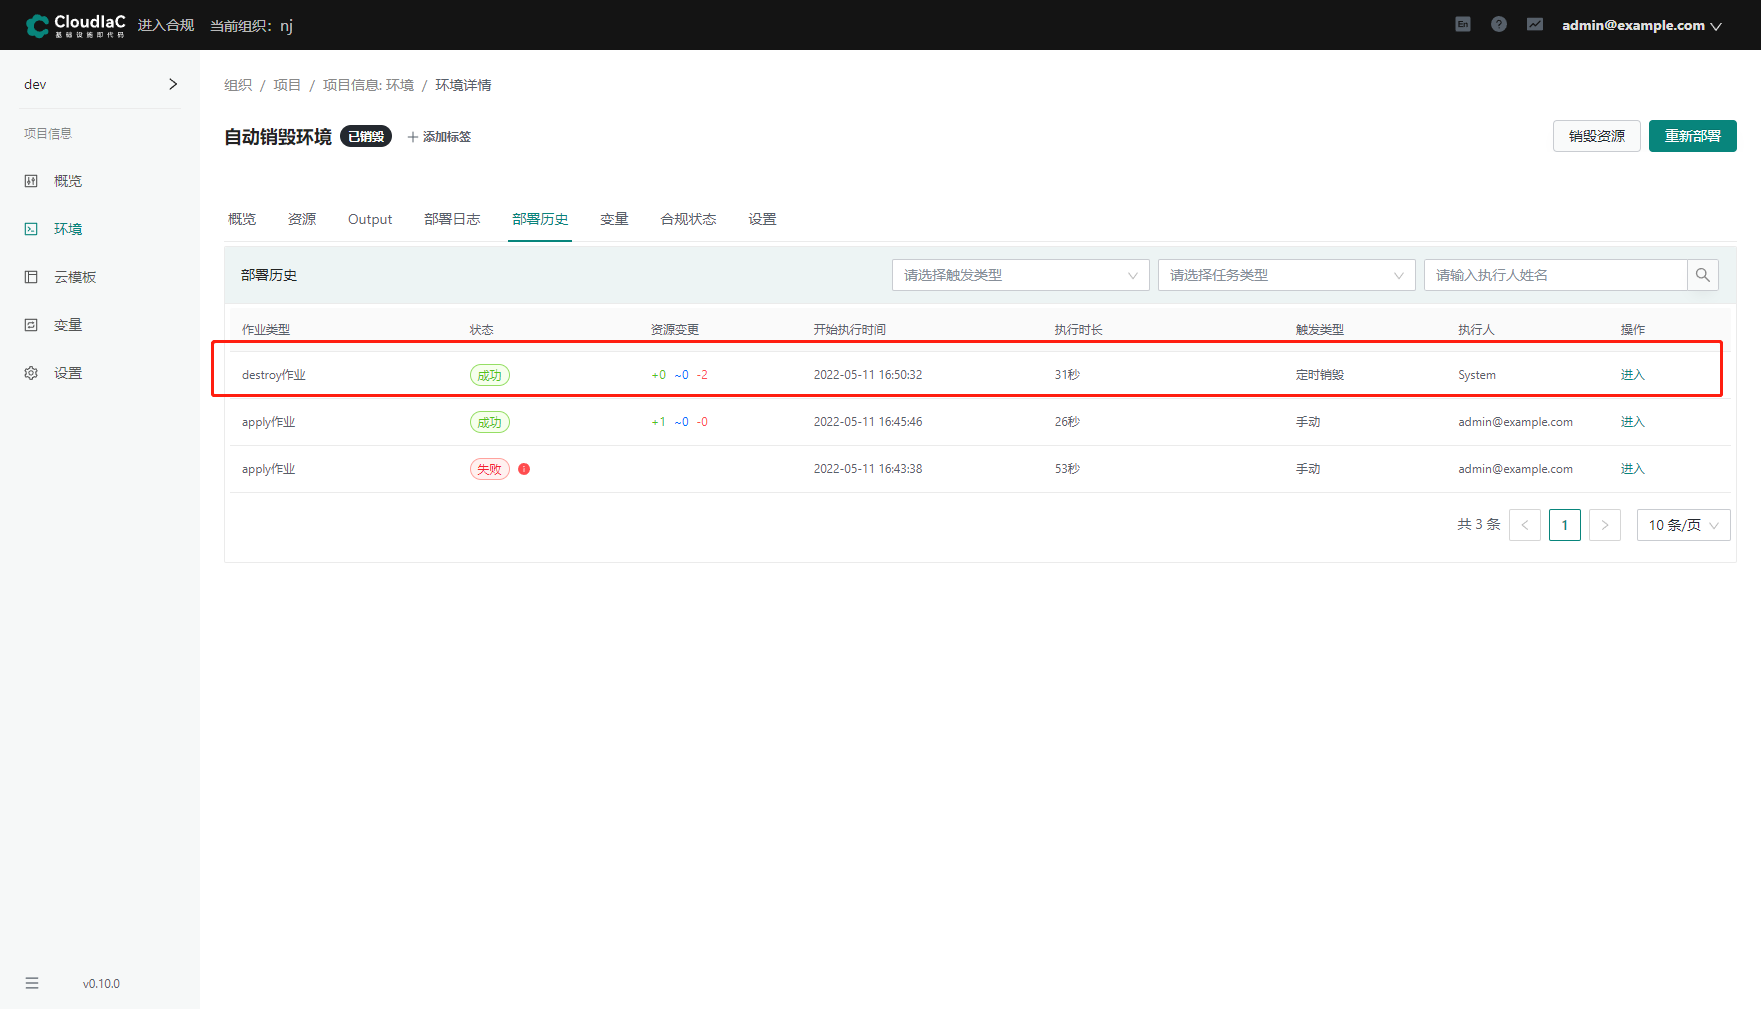 CloudIaC
基础设施即代码
进入合规
当前组织: nj
En
admin@example.com
dev
项目信息
概览
环境
云模板
变量
设置
v0.10.0
组织 / 项目 / 项目信息: 环境 / 环境详情
自动销毁环境 已销毁 + 添加标签
销毁资源 重新部署
概览 资源 Output 部署日志 部署历史 变量 合规状态 设置
部署历史 请选择触发类型 请选择任务类型 请输入执行人姓名
作业类型 状态 资源变更 开始执行时间 执行时长 触发类型 执行人 操作
destroy作业 成功 +0 ~0 -2 2022-05-11 16:50:32 31秒 定时销毁 System 进入
apply作业 成功 +1 ~0 -0 2022-05-11 16:45:46 26秒 手动 admin@example.com 进入
apply作业 失败 2022-05-11 16:43:38 53秒 手动 admin@example.com 进入
共 3 条 < 1 > 10 条/页